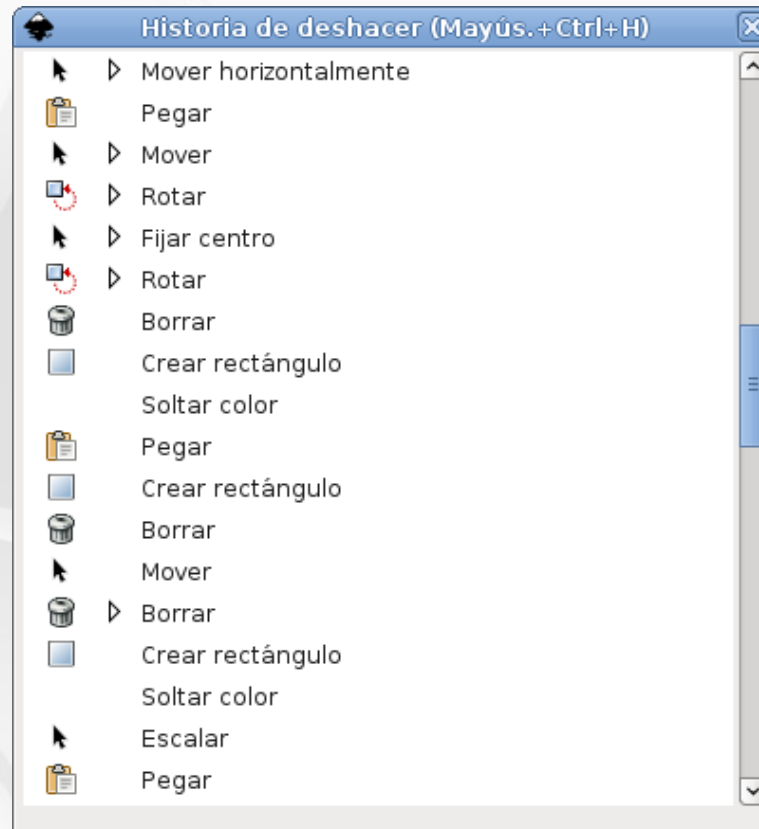 Historia de deshacer (Mayús.+Ctrl+H)
Mover horizontalmente
Pegar
Mover
Rotar
Fijar centro
Rotar
Borrar
Crear rectángulo
Soltar color
Pegar
Crear rectángulo
Borrar
Mover
Borrar
Crear rectángulo
Soltar color
Escalar
Pegar